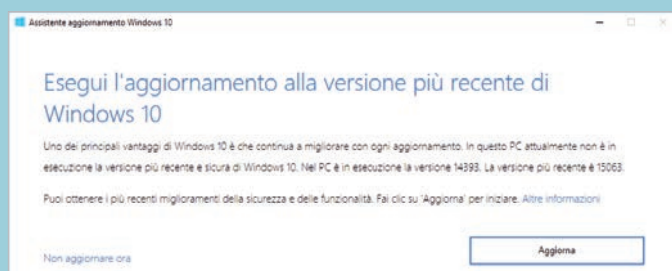 Assistente aggiornamento Windows 10
Esegui l'aggiornamento alla versione più recente di
Windows 10
Uno dei principali vantaggi di Windows 10 è che continua a migliorare con ogni aggiornamento. In questo PC attualmente non è in
esecuzione la versione più recente e sicura di Windows 10. Nel PC è in esecuzione la versione 14393. La versione più recente è 15063.
Puoi ottenere i più recenti miglioramenti della sicurezza e delle funzionalità. Fai clic su 'Aggiorna' per iniziare. Altre informazioni
Non aggiornare ora
Aggiorna